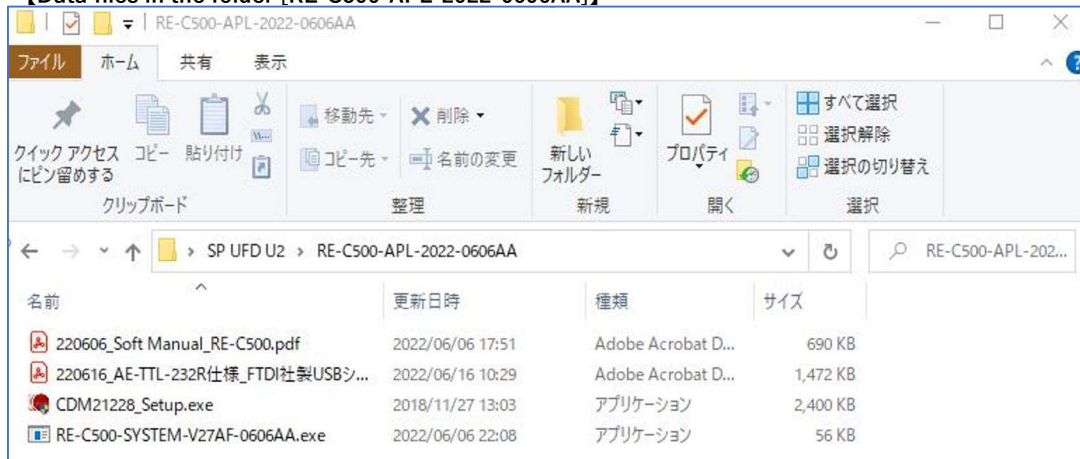 【Data files in the folder [RE-C500-APL-2022-0606AA]】
RE-C500-APL-2022-0606AA
ファイル ホーム 共有 表示
クイック アクセス
にピン留めする
コピー
貼り付け
移動先
コピー先
削除
名前の変更
新しい
フォルダー
プロパティ
すべて選択
選択解除
選択の切り替え
クリップボード 整理 新規 開く 選択
SP UFD U2 › RE-C500-APL-2022-0606AA
RE-C500-APL-202...
名前 更新日時 種類 サイズ
220606_Soft Manual_RE-C500.pdf 2022/06/06 17:51 Adobe Acrobat D... 690 KB
220616_AE-TTL-232R仕様_FTDI社製USBシ... 2022/06/16 10:29 Adobe Acrobat D... 1,472 KB
CDM21228_Setup.exe 2018/11/27 13:03 アプリケーション 2,400 KB
RE-C500-SYSTEM-V27AF-0606AA.exe 2022/06/06 22:08 アプリケーション 56 KB